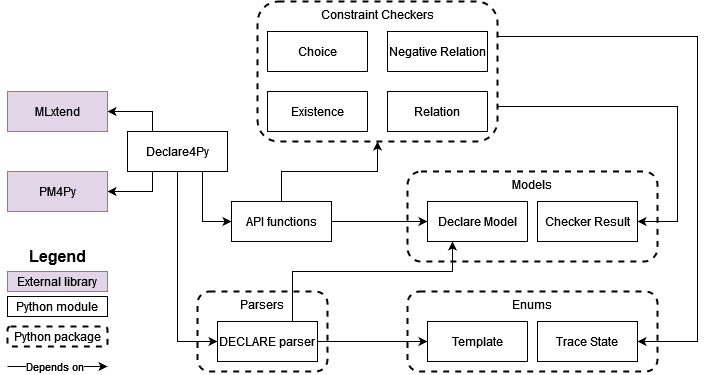 Constraint Checkers
Choice
Negative Relation
Existence
Relation
MLxtend
Declare4Py
PM4Py
API functions
Models
Declare Model
Checker Result
Legend
External library
Python module
Python package
Depends on
Parsers
DECLARE parser
Enums
Template
Trace State